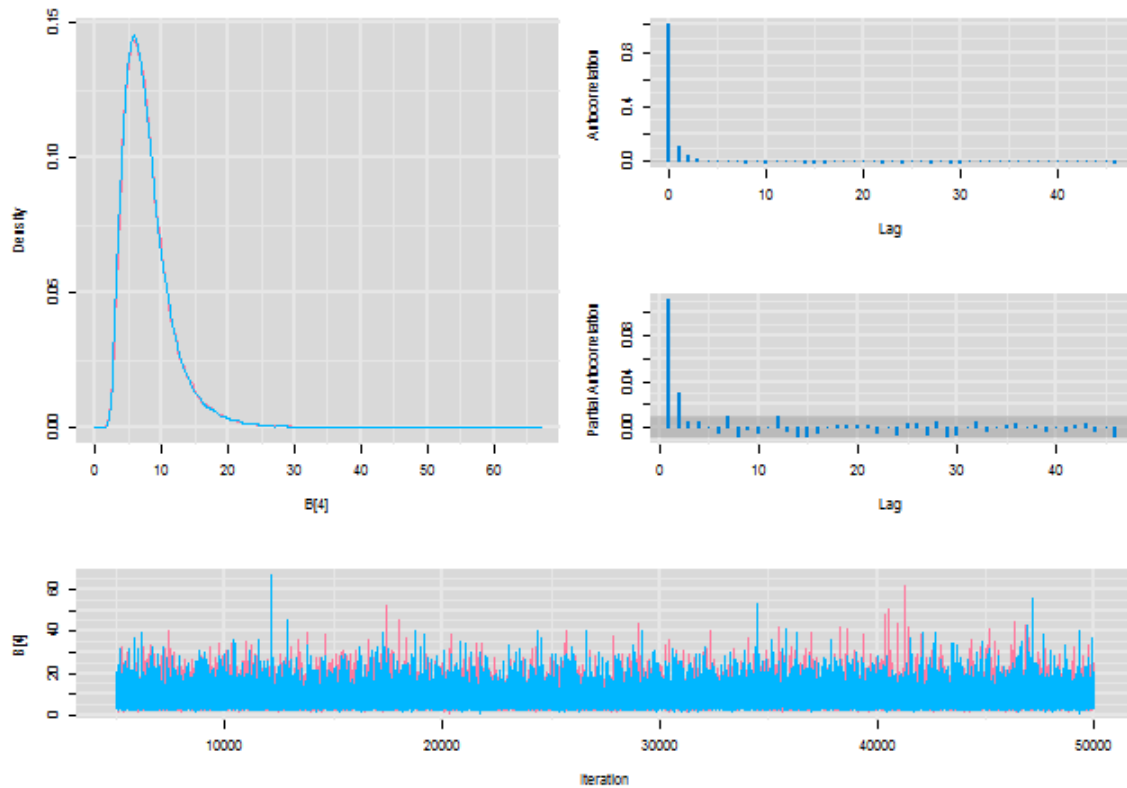 Density
0.15
0.10
0.05
0.00
0 10 20 30 40 50 60
B[4]
Autocorrelation
0.8
0.4
0.0
0 10 20 30 40
Lag
Partial Autocorrelation
0.08
0.04
0.00
0 10 20 30 40
Lag
B[4]
60
40
20
0
10000 20000 30000 40000 50000
Iteration